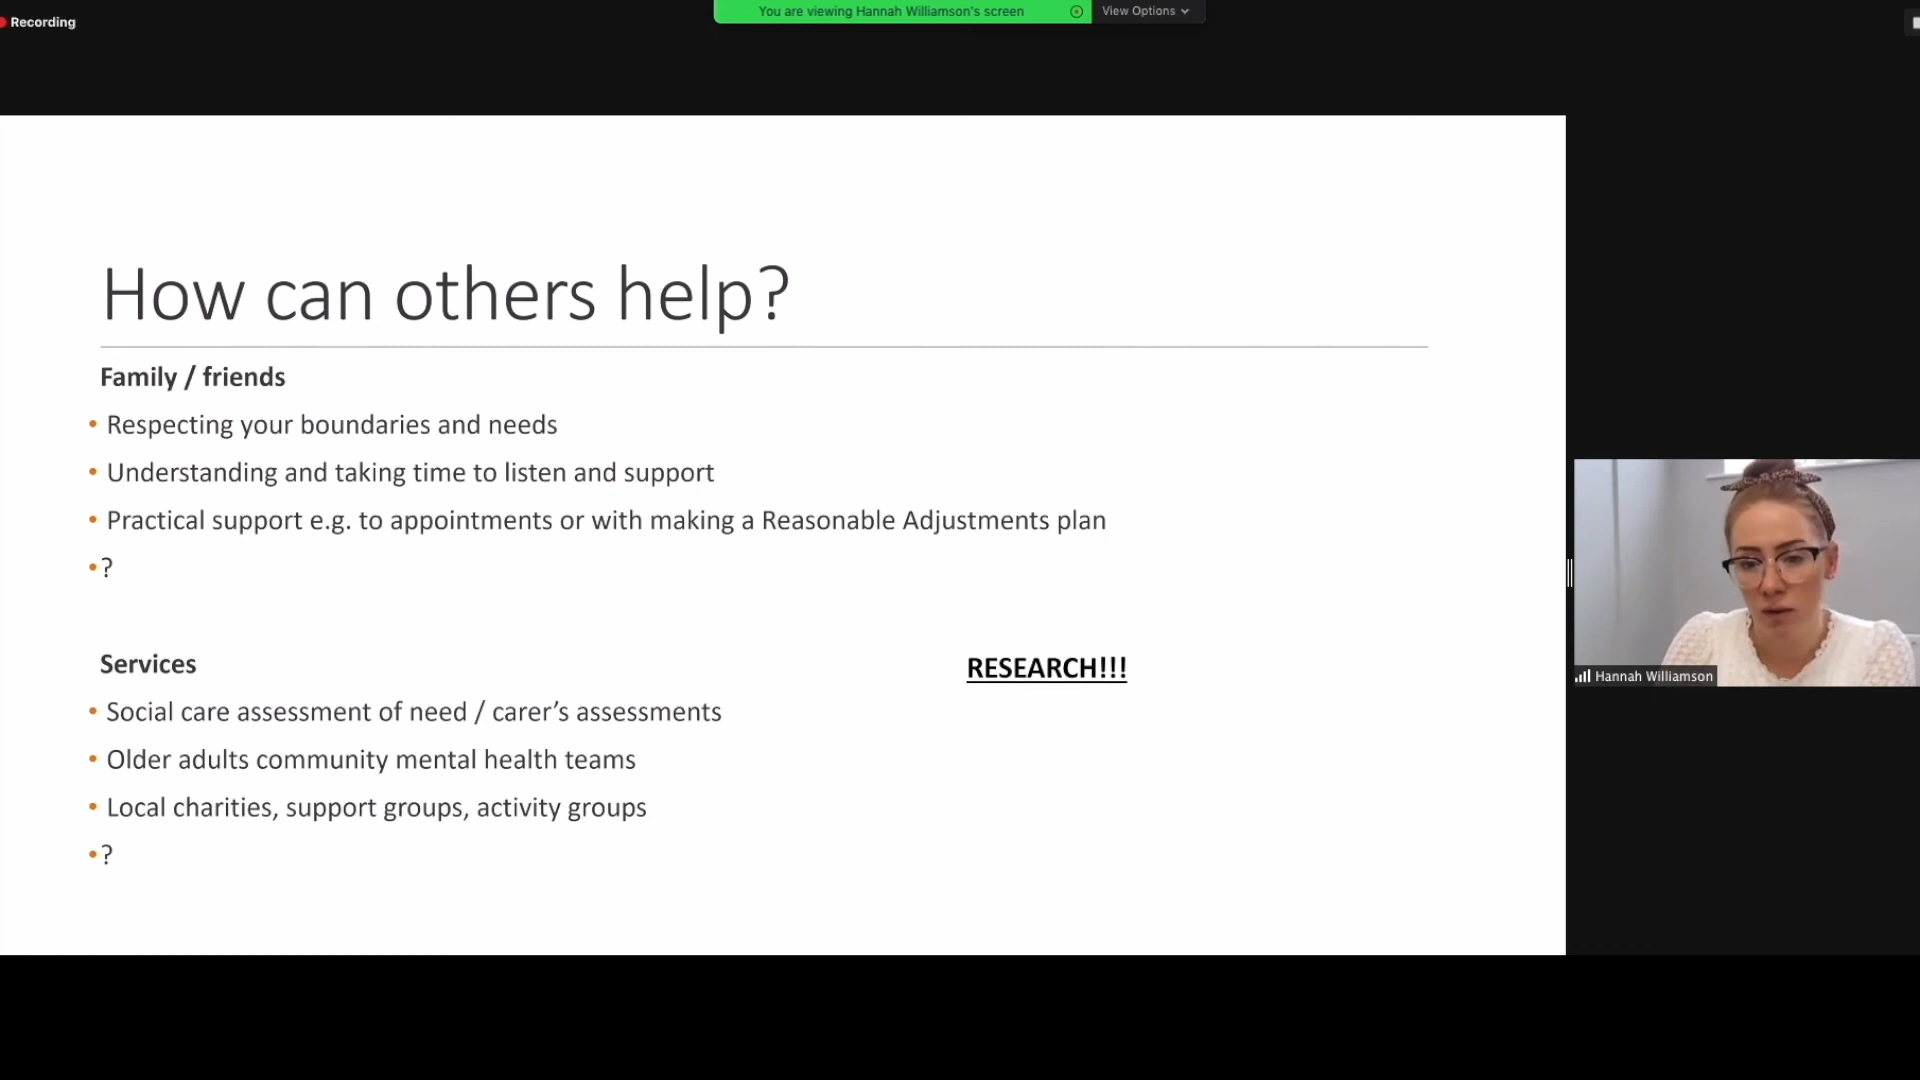 Recording
You are viewing Hannah Williamson's screen
View Options
How can others help?
Family / friends
• Respecting your boundaries and needs
• Understanding and taking time to listen and support
• Practical support e.g. to appointments or with making a Reasonable Adjustments plan
• ?
Services
RESEARCH!!!
• Social care assessment of need / carer’s assessments
• Older adults community mental health teams
• Local charities, support groups, activity groups
• ?
Hannah Williamson